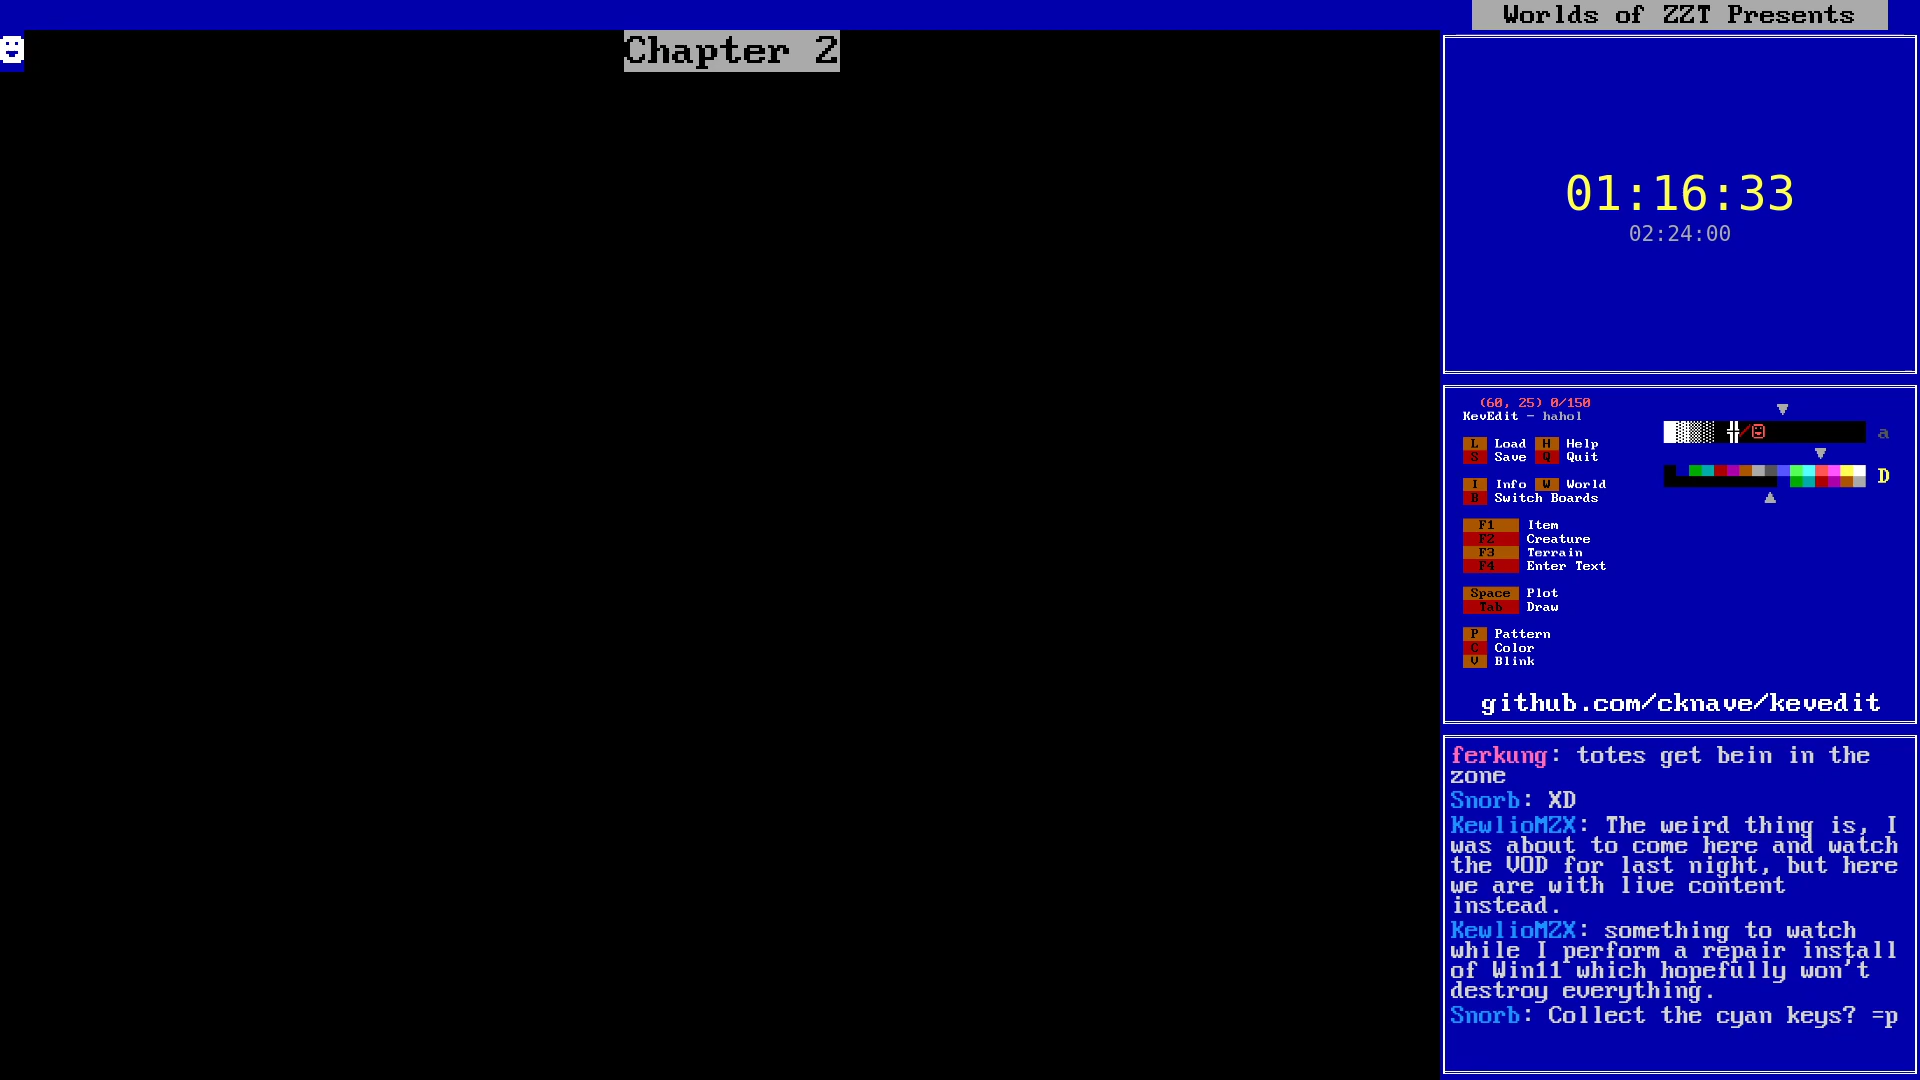 Worlds of ZZT Presents
Chapter 2
01:16:33
02:24:00
(60, 25) 0/150
KevEdit - hahol
L Load H Help
S Save Q Quit
I Info W World
B Switch Boards
F1 Item
F2 Creature
F3 Terrain
F4 Enter Text
Space Plot
Tab Draw
P Pattern
C Color
V Blink
a
D
github.com/cknave/kevedit
ferkung: totes get bein in the
zone
Snorb: XD
KewlioMZX: The weird thing is, I
was about to come here and watch
the VOD for last night, but here
we are with live content
instead.
KewlioMZX: something to watch
while I perform a repair install
of Win11 which hopefully won't
destroy everything.
Snorb: Collect the cyan keys? =p